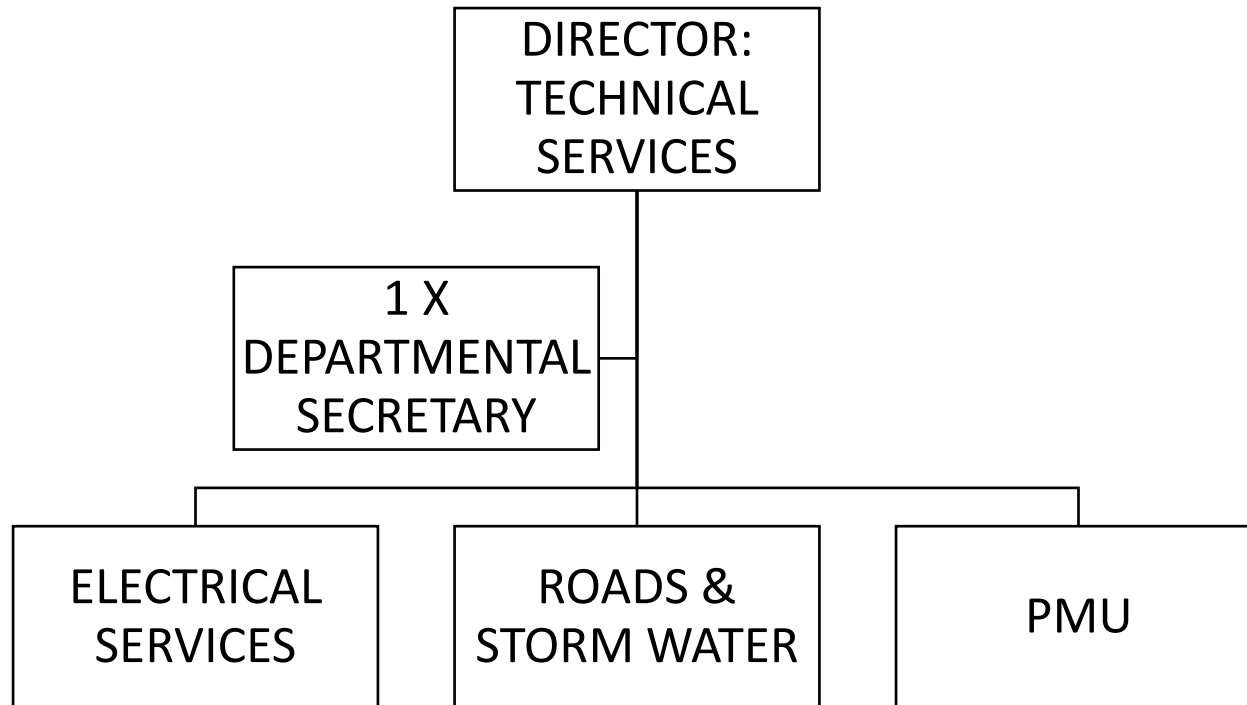 DIRECTOR:
TECHNICAL
SERVICES
1 X
DEPARTMENTAL
SECRETARY
ELECTRICAL
SERVICES
ROADS &
STORM WATER
PMU